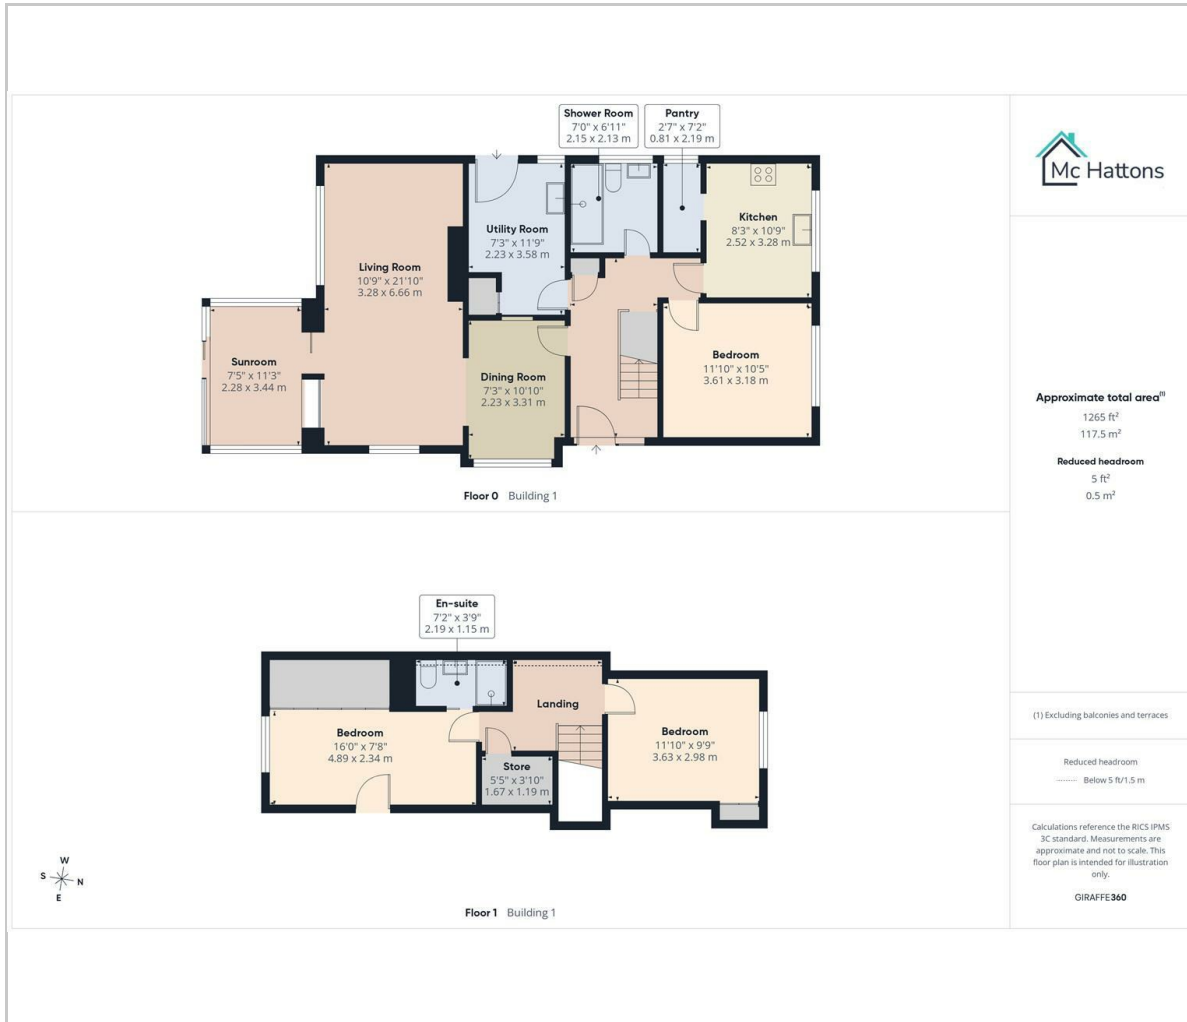 Shower Room
7'0" x 6'11"
2.15 x 2.13 m
Pantry
2'7" x 7'2"
0.81 x 2.19 m
Kitchen
8'3" x 10'9"
2.52 x 3.28 m
Utility Room
7'3" x 11'9"
2.23 x 3.58 m
Living Room
10'9" x 21'10"
3.28 x 6.66 m
Sunroom
7'5" x 11'3"
2.28 x 3.44 m
Dining Room
7'3" x 10'10"
2.23 x 3.31 m
Bedroom
11'10" x 10'5"
3.61 x 3.18 m
Floor 0 Building 1
En-suite
7'2" x 3'9"
2.19 x 1.15 m
Landing
Bedroom
16'0" x 7'8"
4.89 x 2.34 m
Store
5'5" x 3'10"
1.67 x 1.19 m
Bedroom
11'10" x 9'9"
3.63 x 2.98 m
W
S
N
E
Floor 1 Building 1
Mc Hattons
Approximate total area(1)
1265 ft²
117.5 m²
Reduced headroom
5 ft²
0.5 m²
(1) Excluding balconies and terraces
Reduced headroom
Below 5 ft/1.5 m
Calculations reference the RICS IPMS
3C standard. Measurements are
approximate and not to scale. This
floor plan is intended for illustration
only.
GIRAFFE360